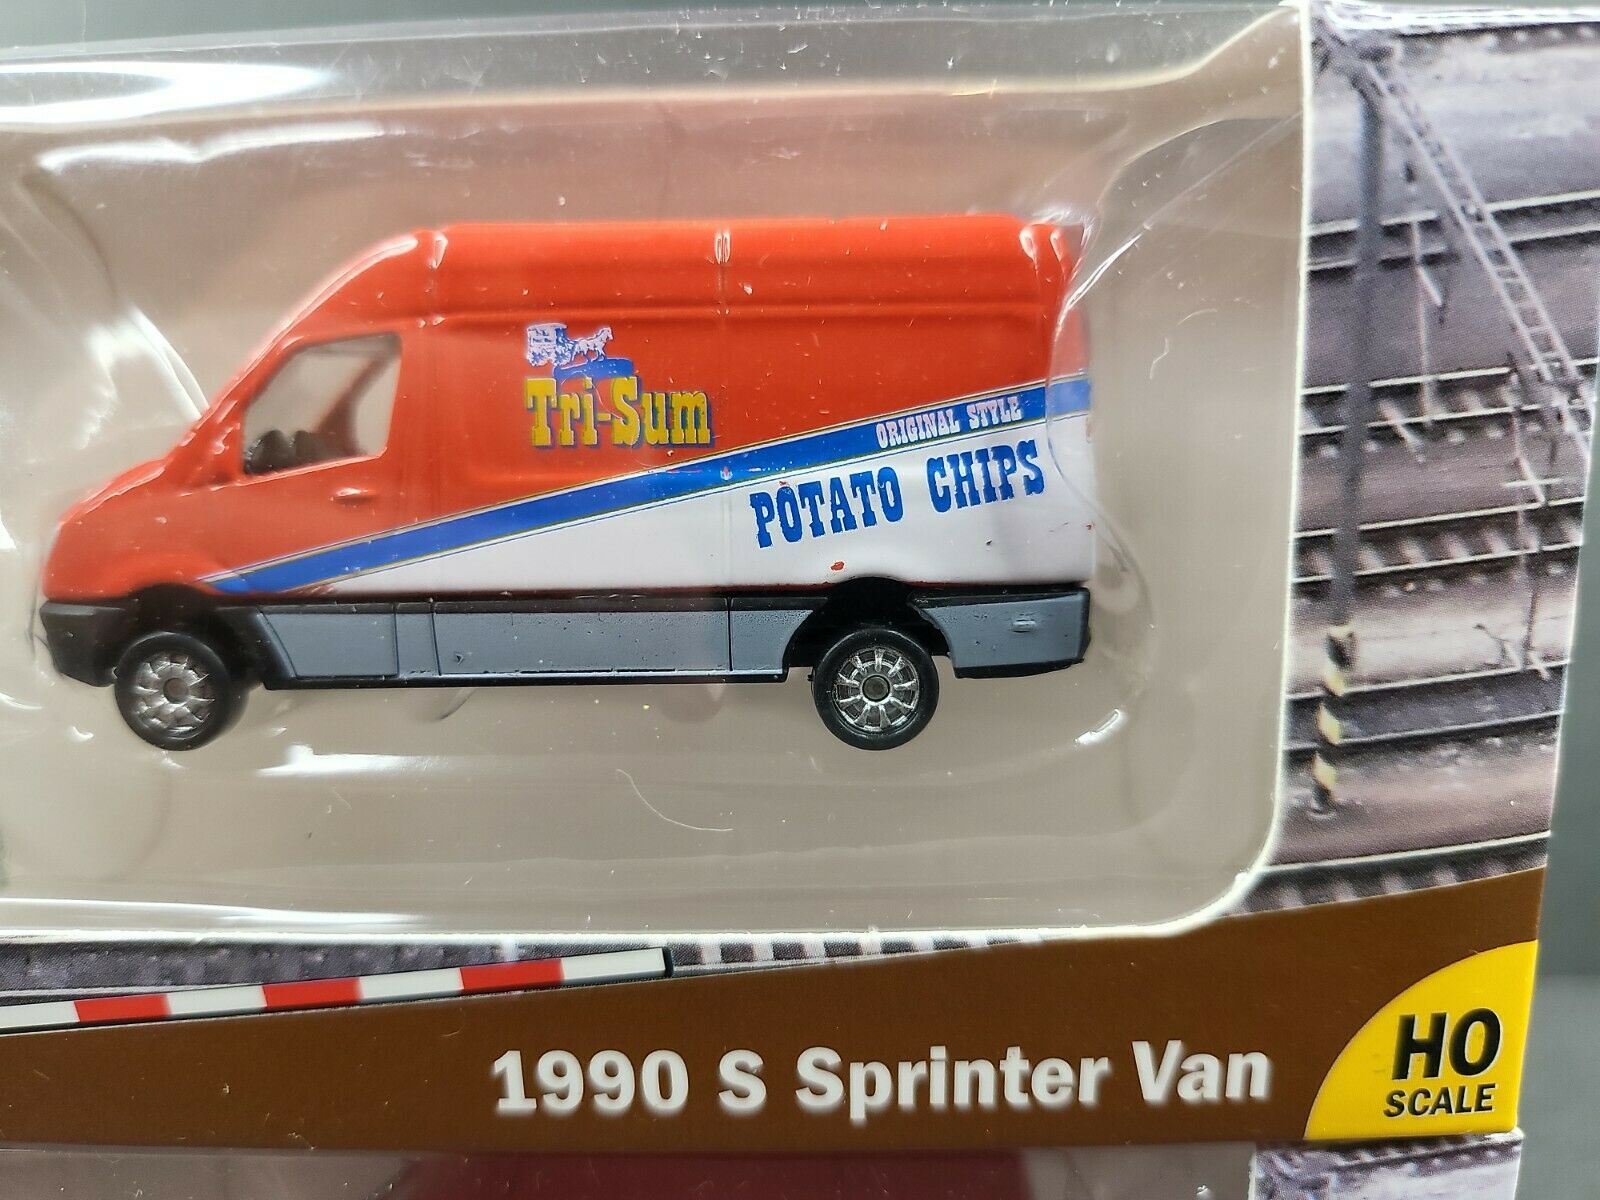 Tri-Sum
ORIGINAL STYLE
POTATO CHIPS
1990 S Sprinter Van
HO
SCALE